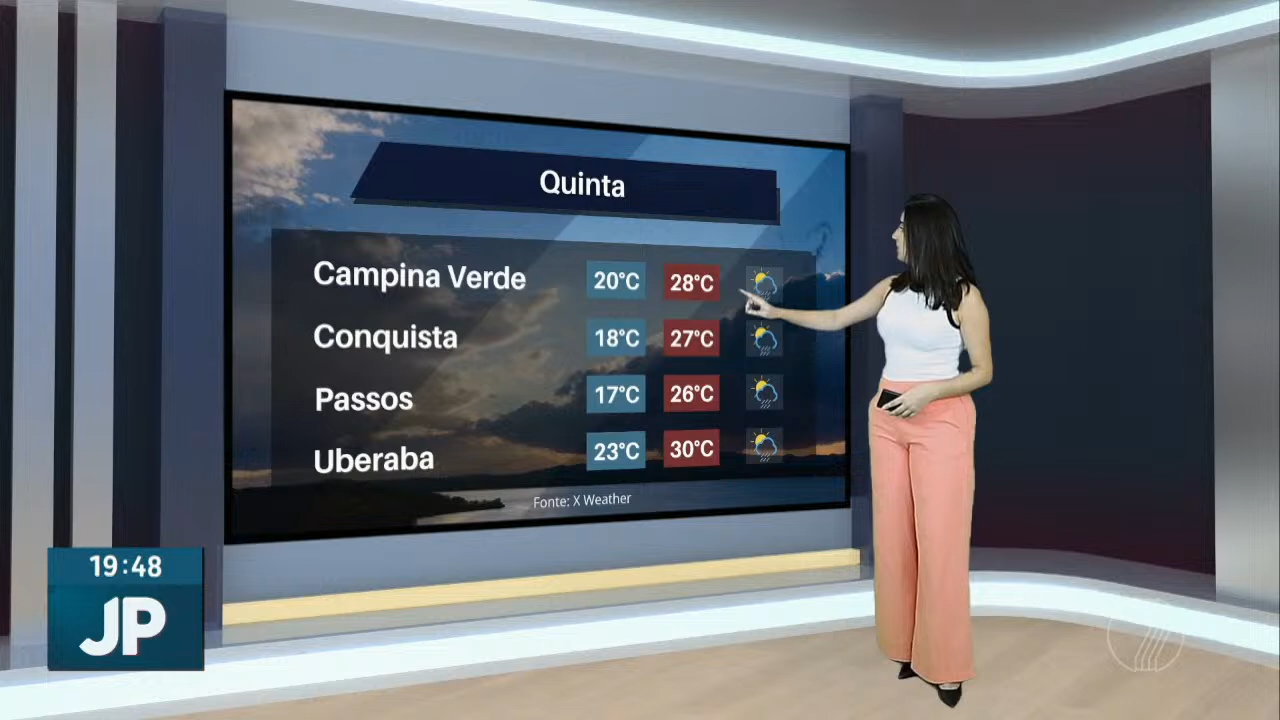 Quinta
Campina Verde 20°C 28°C
Conquista 18°C 27°C
Passos 17°C 26°C
Uberaba 23°C 30°C
Fonte: X Weather
19:48
JP